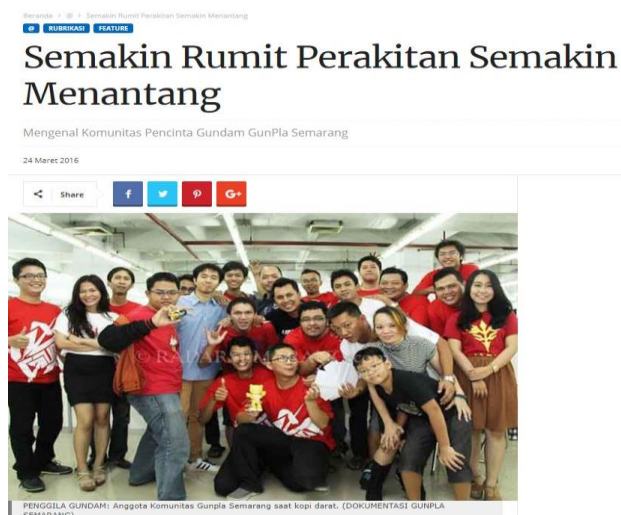 Beranda › @ › Semakin Rumit Perakitan Semakin Menantang
@ RUBRIKASI FEATURE
Semakin Rumit Perakitan Semakin
Menantang
Mengenal Komunitas Pencinta Gundam GunPla Semarang
24 Maret 2016
Share f G+
© RADARSEMARANG
PENGGILA GUNDAM: Anggota Komunitas Gunpla Semarang saat kopi darat. (DOKUMENTASI GUNPLA
SEMARANG)